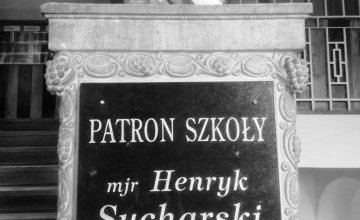 PATRON SZKOŁY
mjr Henryk
Sucharski